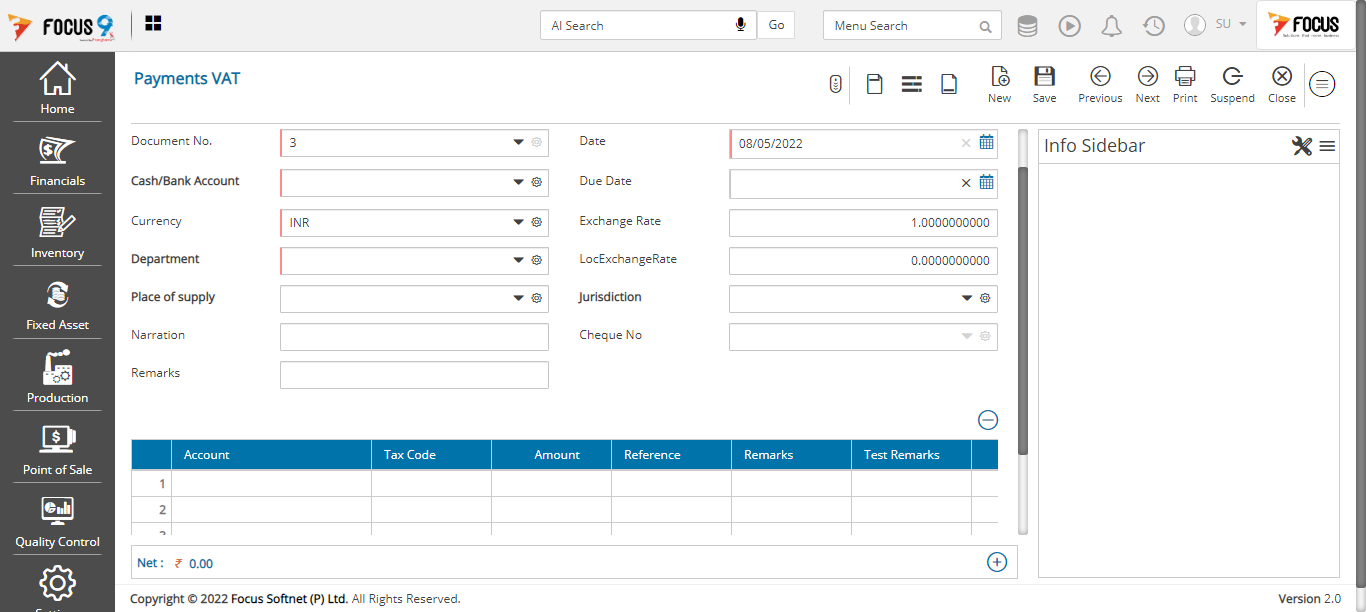 FOCUS 9
AI Search
Go
Menu Search
SU
FOCUS
Home
Financials
Inventory
Fixed Asset
Production
Point of Sale
Quality Control
Payments VAT
New
Save
Previous
Next
Print
Suspend
Close
Document No.
3
Date
08/05/2022
Cash/Bank Account
Due Date
Currency
INR
Exchange Rate
1.0000000000
Department
LocExchangeRate
0.0000000000
Place of supply
Jurisdiction
Narration
Cheque No
Remarks
Account
Tax Code
Amount
Reference
Remarks
Test Remarks
1
2
Net : ₹ 0.00
Info Sidebar
Copyright © 2022 Focus Softnet (P) Ltd. All Rights Reserved.
Version 2.0